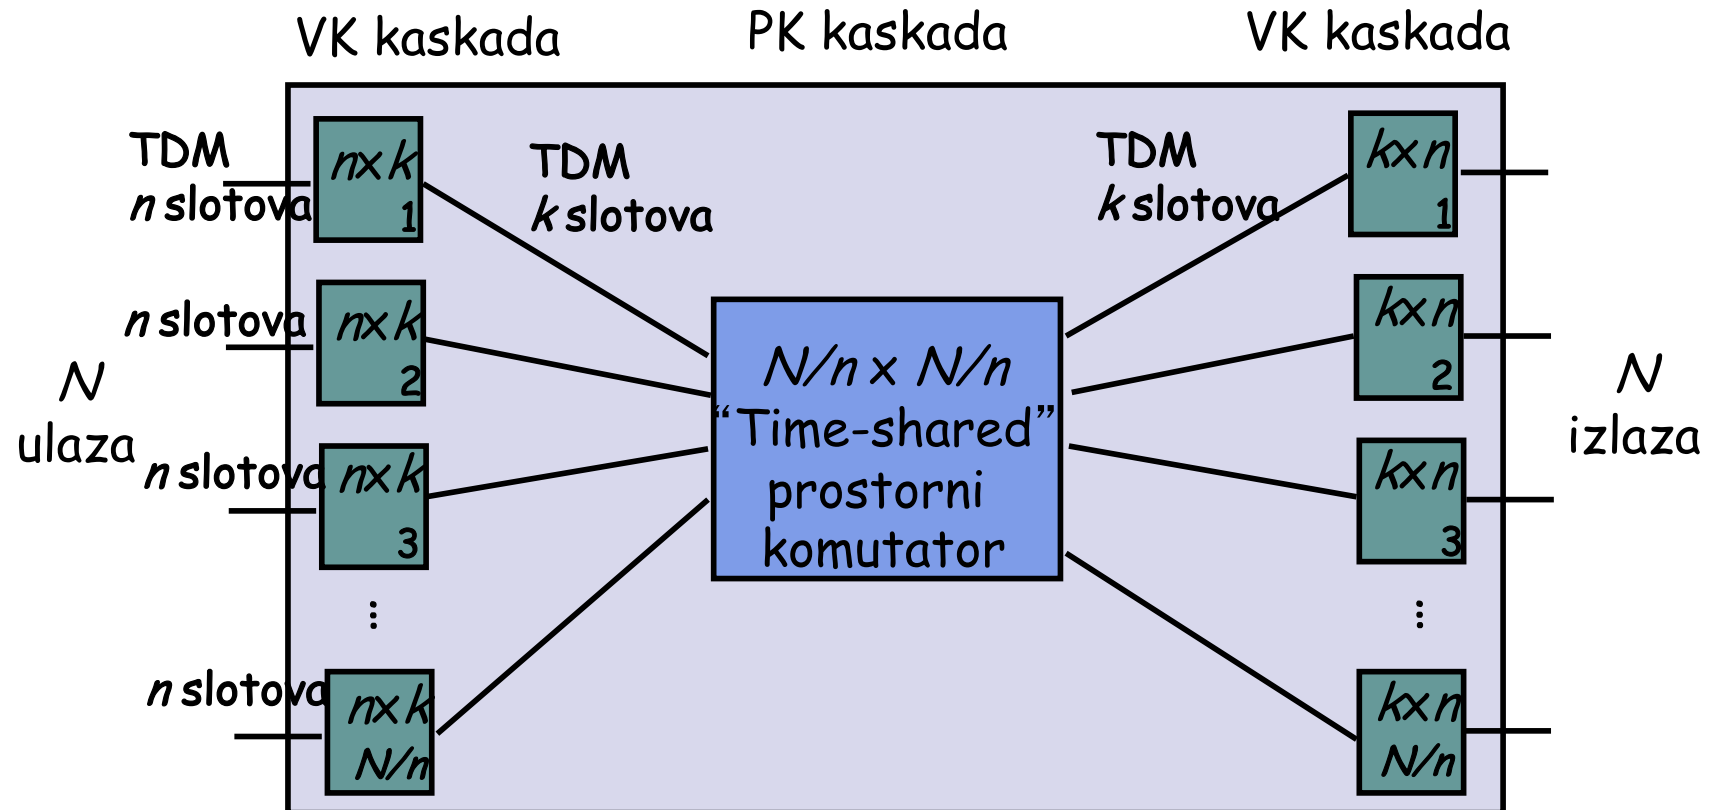 VK kaskada
PK kaskada
VK kaskada
TDM
n slotova
n×k
1
TDM
k slotova
TDM
k slotova
k×n
1
n slotova
n×k
2
k×n
2
N
ulaza
N/n × N/n
“Time-shared”
prostorni
komutator
N
izlaza
n slotova
n×k
3
k×n
3
⋮
⋮
n slotova
n×k
N/n
k×n
N/n